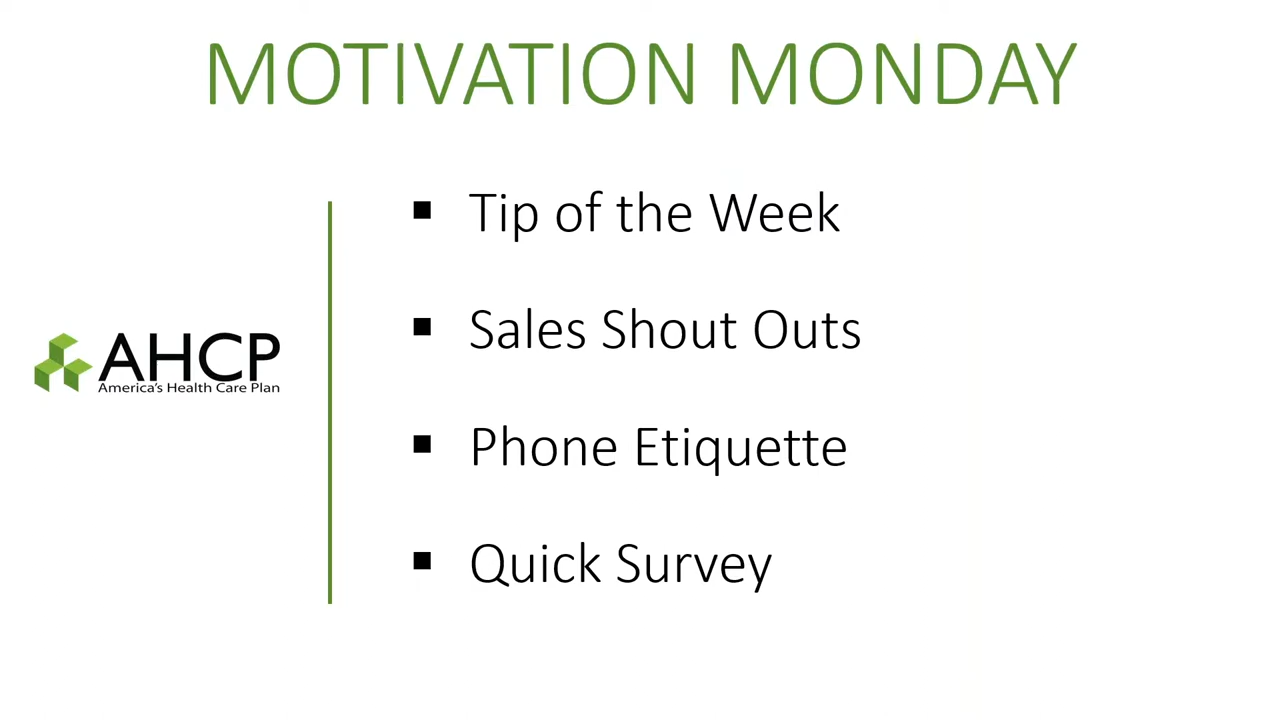 MOTIVATION MONDAY
Tip of the Week
Sales Shout Outs
AHCP
America's Health Care Plan
Phone Etiquette
Quick Survey